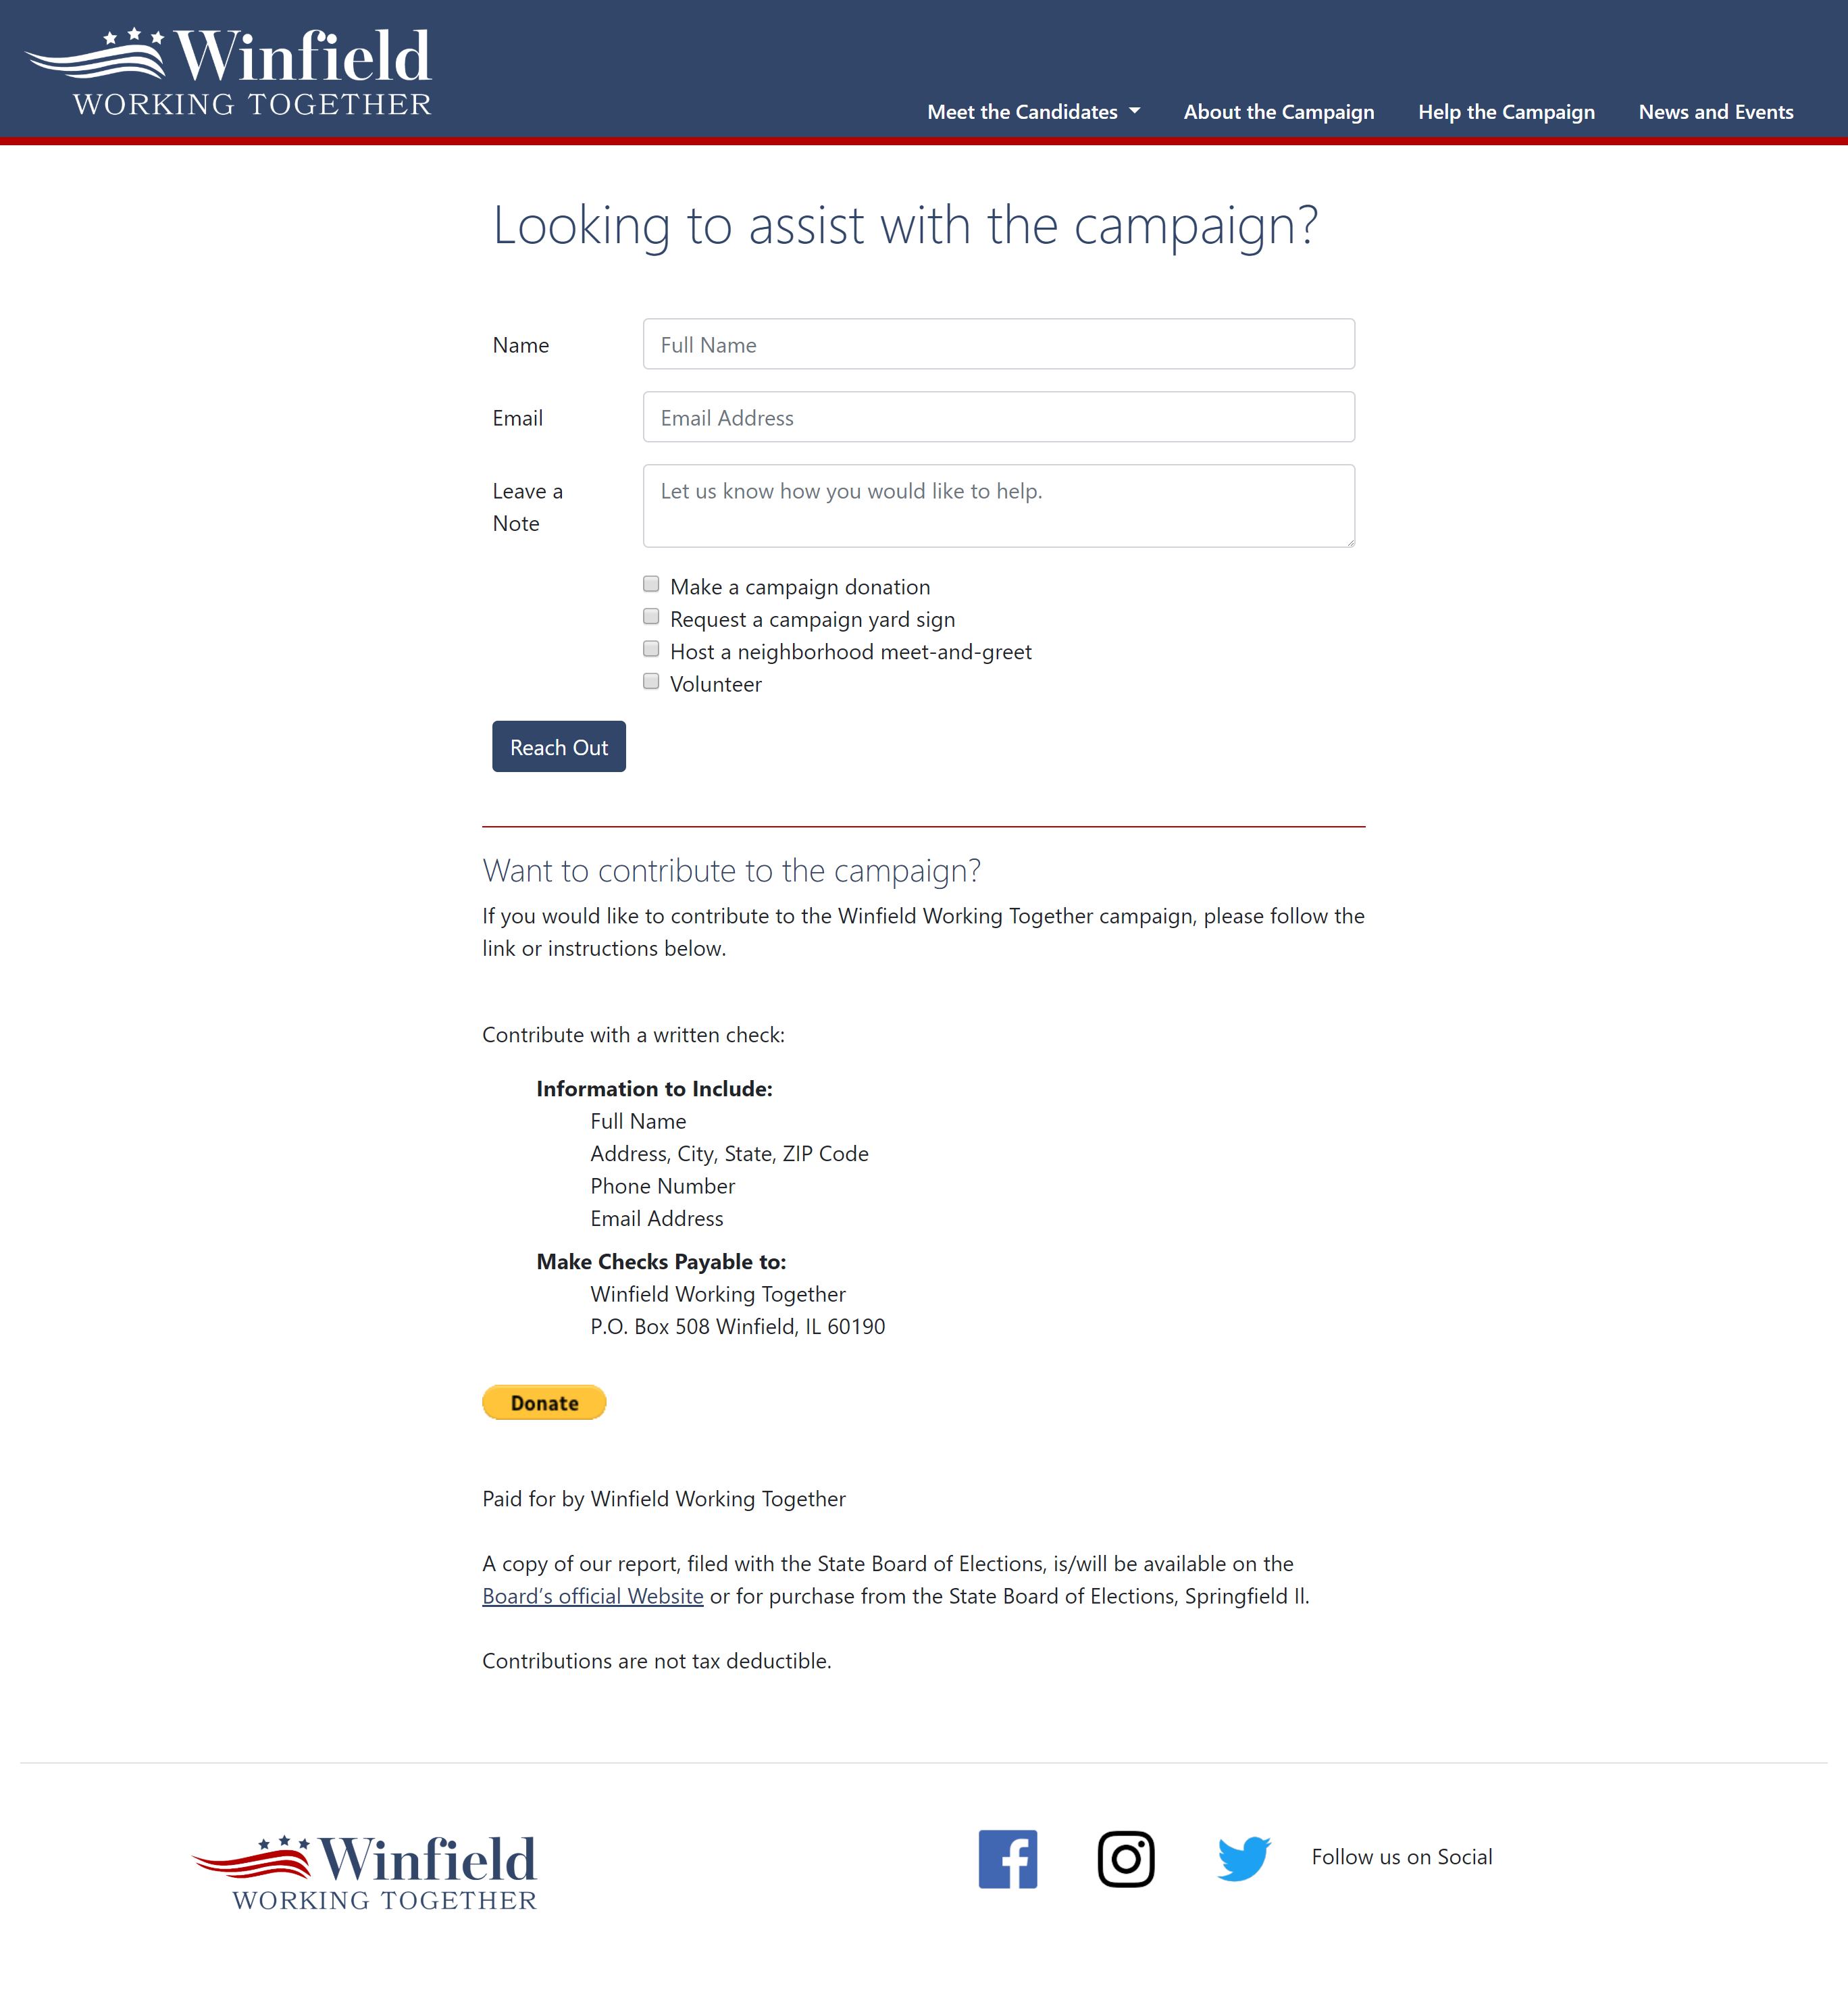 Winfield
WORKING TOGETHER
Meet the Candidates
About the Campaign
Help the Campaign
News and Events
Looking to assist with the campaign?
Name
Full Name
Email
Email Address
Leave a
Note
Let us know how you would like to help.
Make a campaign donation
Request a campaign yard sign
Host a neighborhood meet-and-greet
Volunteer
Reach Out
Want to contribute to the campaign?
If you would like to contribute to the Winfield Working Together campaign, please follow the
link or instructions below.
Contribute with a written check:
Information to Include:
Full Name
Address, City, State, ZIP Code
Phone Number
Email Address
Make Checks Payable to:
Winfield Working Together
P.O. Box 508 Winfield, IL 60190
Donate
Paid for by Winfield Working Together
A copy of our report, filed with the State Board of Elections, is/will be available on the
Board’s official Website or for purchase from the State Board of Elections, Springfield Il.
Contributions are not tax deductible.
Winfield
WORKING TOGETHER
Follow us on Social